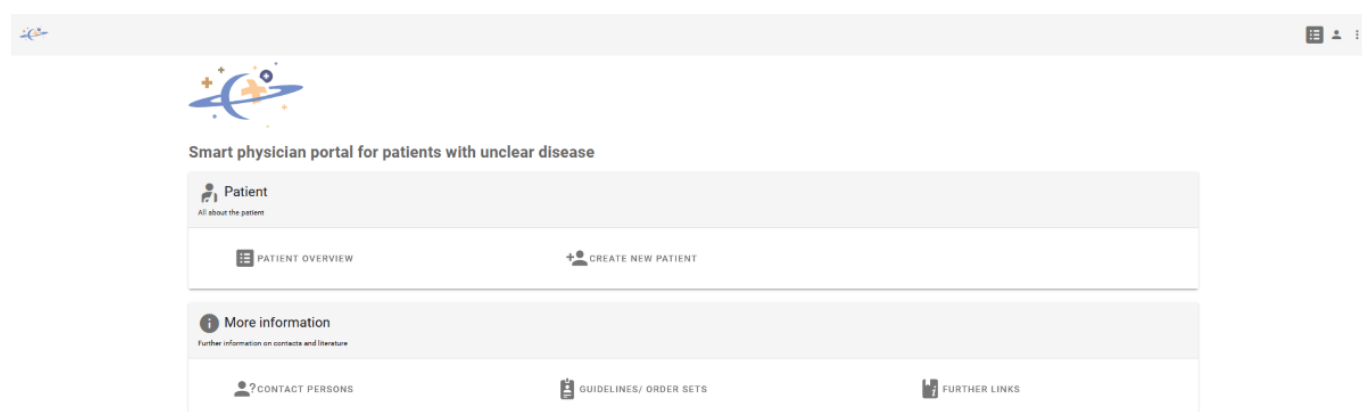 Smart physician portal for patients with unclear disease
Patient
All about the patient
PATIENT OVERVIEW
CREATE NEW PATIENT
More information
Further information on contacts and literature
CONTACT PERSONS
GUIDELINES/ ORDER SETS
FURTHER LINKS